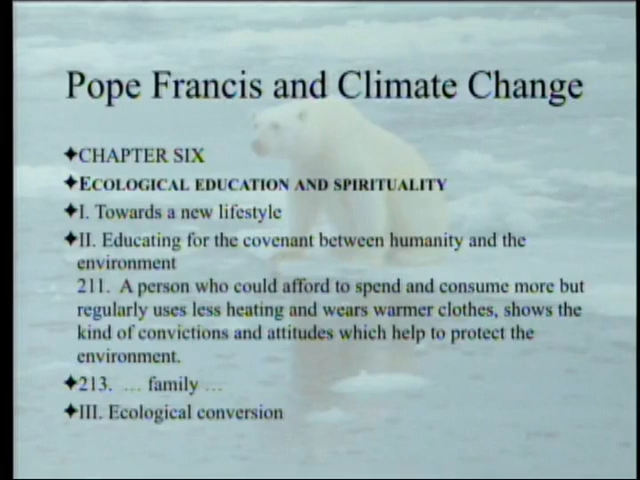 Pope Francis and Climate Change
✦CHAPTER SIX
✦ECOLOGICAL EDUCATION AND SPIRITUALITY
✦I. Towards a new lifestyle
✦II. Educating for the covenant between humanity and the
environment
211. A person who could afford to spend and consume more but
regularly uses less heating and wears warmer clothes, shows the
kind of convictions and attitudes which help to protect the
environment.
✦213. … family …
✦III. Ecological conversion